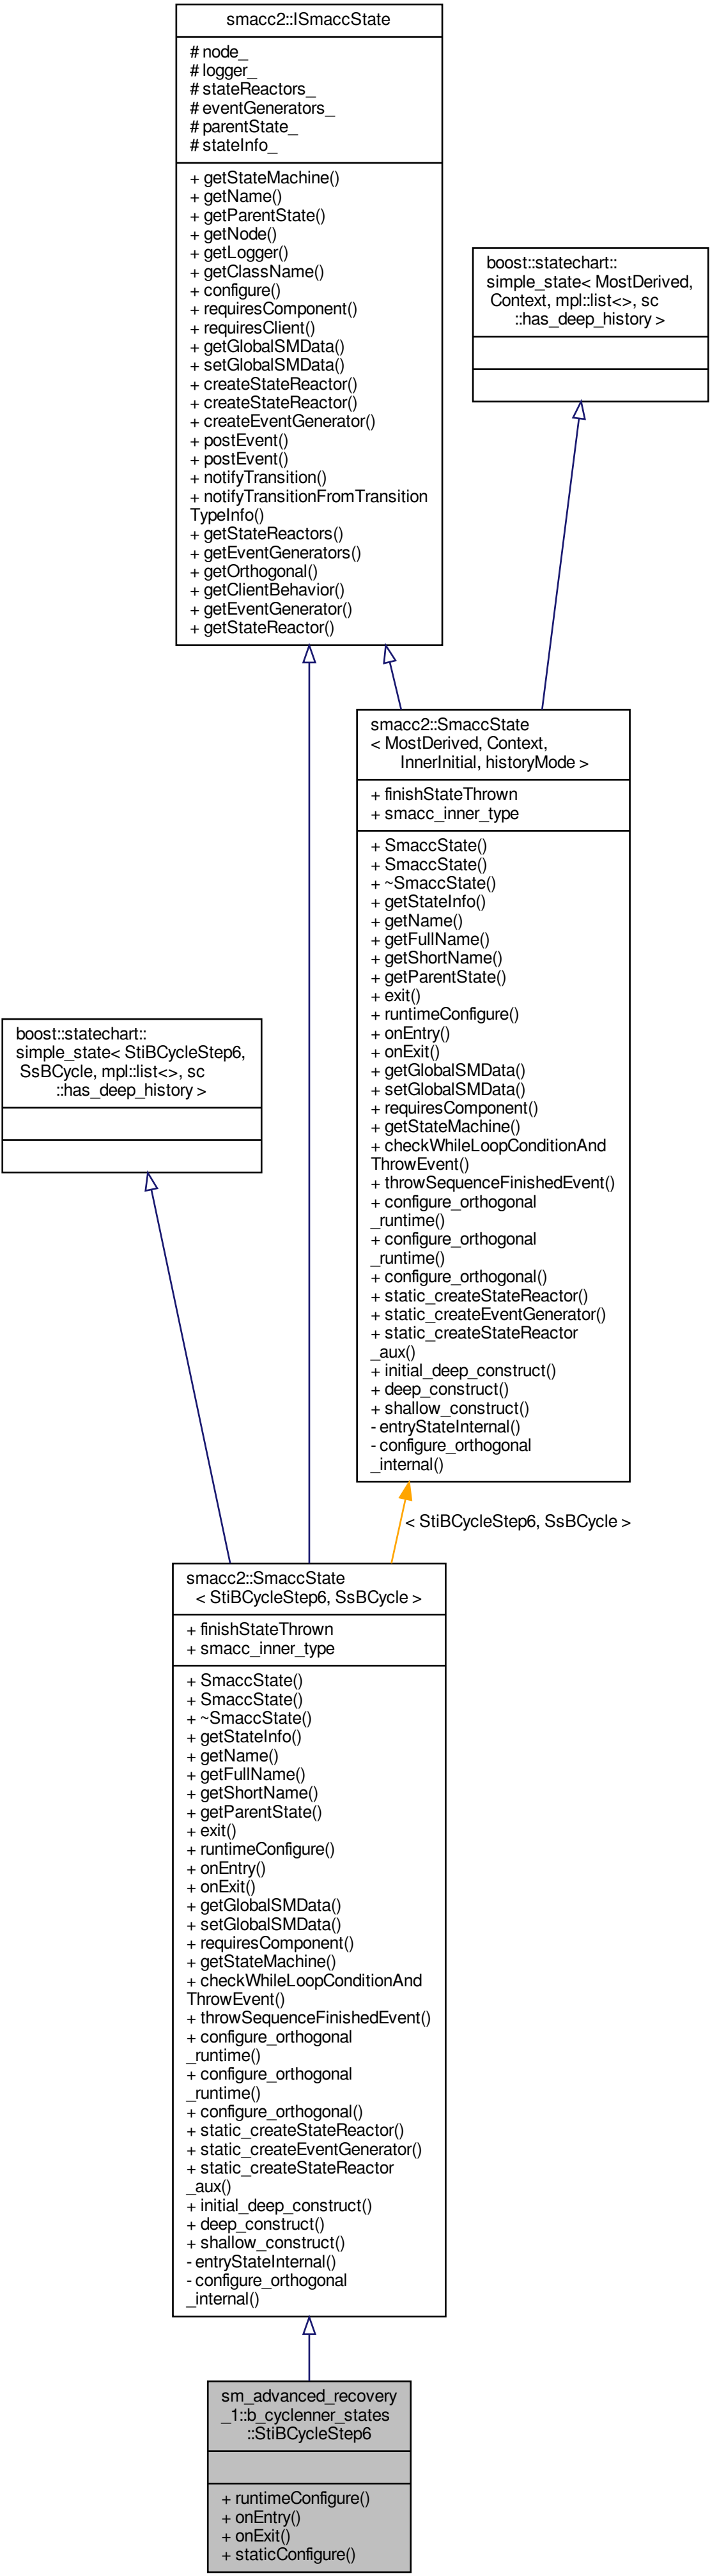 smacc2::ISmaccState
# node_
# logger_
# stateReactors_
# eventGenerators_
# parentState_
# stateInfo_
+ getStateMachine()
+ getName()
+ getParentState()
+ getNode()
+ getLogger()
+ getClassName()
+ configure()
+ requiresComponent()
+ requiresClient()
+ getGlobalSMData()
+ setGlobalSMData()
+ createStateReactor()
+ createStateReactor()
+ createEventGenerator()
+ postEvent()
+ postEvent()
+ notifyTransition()
+ notifyTransitionFromTransition
TypeInfo()
+ getStateReactors()
+ getEventGenerators()
+ getOrthogonal()
+ getClientBehavior()
+ getEventGenerator()
+ getStateReactor()
boost::statechart::
simple_state< MostDerived,
Context, mpl::list<>, sc
::has_deep_history >
smacc2::SmaccState
< MostDerived, Context,
InnerInitial, historyMode >
+ finishStateThrown
+ smacc_inner_type
+ SmaccState()
+ SmaccState()
+ ~SmaccState()
+ getStateInfo()
+ getName()
+ getFullName()
+ getShortName()
+ getParentState()
+ exit()
+ runtimeConfigure()
+ onEntry()
+ onExit()
+ getGlobalSMData()
+ setGlobalSMData()
+ requiresComponent()
+ getStateMachine()
+ checkWhileLoopConditionAnd
ThrowEvent()
+ throwSequenceFinishedEvent()
+ configure_orthogonal
_runtime()
+ configure_orthogonal
_runtime()
+ configure_orthogonal()
+ static_createStateReactor()
+ static_createEventGenerator()
+ static_createStateReactor
_aux()
+ initial_deep_construct()
+ deep_construct()
+ shallow_construct()
- entryStateInternal()
- configure_orthogonal
_internal()
boost::statechart::
simple_state< StiBCycleStep6,
SsBCycle, mpl::list<>, sc
::has_deep_history >
< StiBCycleStep6, SsBCycle >
smacc2::SmaccState
< StiBCycleStep6, SsBCycle >
+ finishStateThrown
+ smacc_inner_type
+ SmaccState()
+ SmaccState()
+ ~SmaccState()
+ getStateInfo()
+ getName()
+ getFullName()
+ getShortName()
+ getParentState()
+ exit()
+ runtimeConfigure()
+ onEntry()
+ onExit()
+ getGlobalSMData()
+ setGlobalSMData()
+ requiresComponent()
+ getStateMachine()
+ checkWhileLoopConditionAnd
ThrowEvent()
+ throwSequenceFinishedEvent()
+ configure_orthogonal
_runtime()
+ configure_orthogonal
_runtime()
+ configure_orthogonal()
+ static_createStateReactor()
+ static_createEventGenerator()
+ static_createStateReactor
_aux()
+ initial_deep_construct()
+ deep_construct()
+ shallow_construct()
- entryStateInternal()
- configure_orthogonal
_internal()
sm_advanced_recovery
_1::b_cyclenner_states
::StiBCycleStep6
+ runtimeConfigure()
+ onEntry()
+ onExit()
+ staticConfigure()